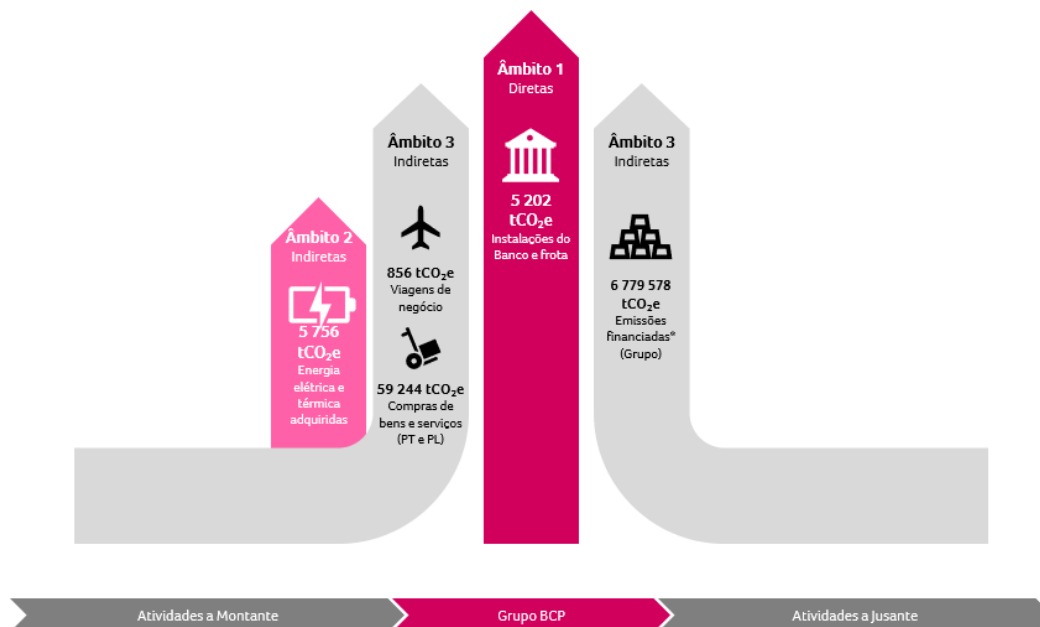 Âmbito 2
Indiretas
5 756
tCO₂e
Energia
elétrica e
térmica
adquiridas
Âmbito 3
Indiretas
856 tCO₂e
Viagens de
negócio
59 244 tCO₂e
Compras de
bens e serviços
(PT e PL)
Âmbito 1
Diretas
5 202
tCO₂e
Instalações do
Banco e frota
Âmbito 3
Indiretas
6 779 578
tCO₂e
Emissões
financiadas*
(Grupo)
Atividades a Montante
Grupo BCP
Atividades a Jusante